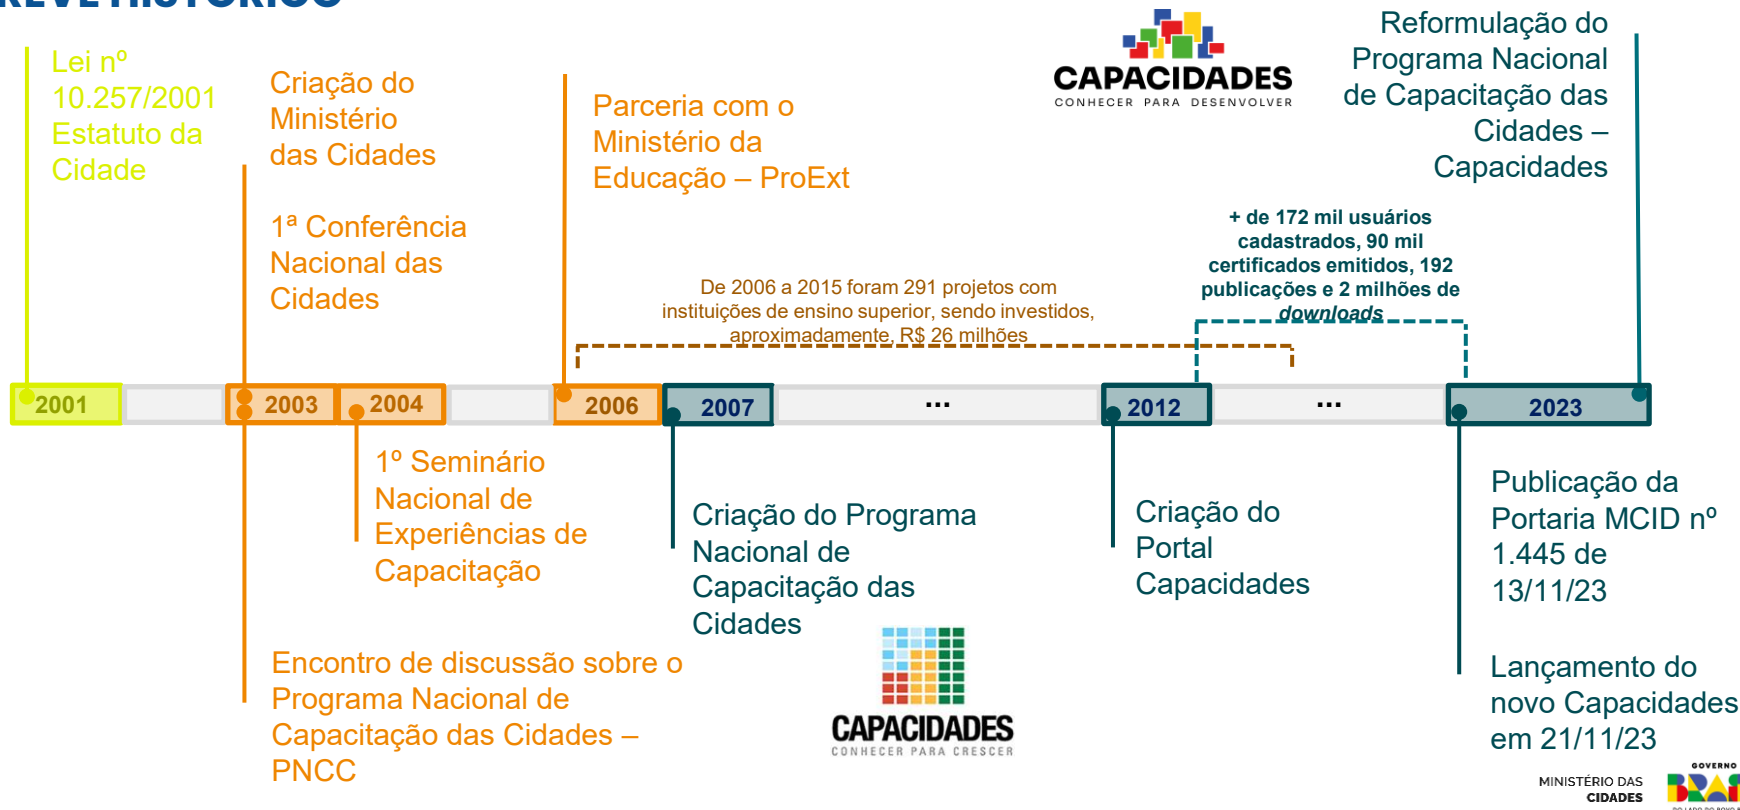 Lei nº
10.257/2001
Estatuto da
Cidade
Criação do
Ministério
das Cidades
1ª Conferência
Nacional das
Cidades
Parceria com o
Ministério da
Educação – ProExt
CAPACIDADES
CONHECER PARA DESENVOLVER
Reformulação do
Programa Nacional
de Capacitação das
Cidades –
Capacidades
De 2006 a 2015 foram 291 projetos com
instituições de ensino superior, sendo investidos,
aproximadamente, R$ 26 milhões
+ de 172 mil usuários
cadastrados, 90 mil
certificados emitidos, 192
publicações e 2 milhões de
downloads
2001
2003
2004
2006
2007
...
2012
...
2023
1º Seminário
Nacional de
Experiências de
Capacitação
Encontro de discussão sobre o
Programa Nacional de
Capacitação das Cidades –
PNCC
Criação do Programa
Nacional de
Capacitação das
Cidades
CAPACIDADES
CONHECER PARA CRESCER
Criação do
Portal
Capacidades
Publicação da
Portaria MCID nº
1.445 de
13/11/23
Lançamento do
novo Capacidades
em 21/11/23
MINISTÉRIO DAS
CIDADES
GOVERNO